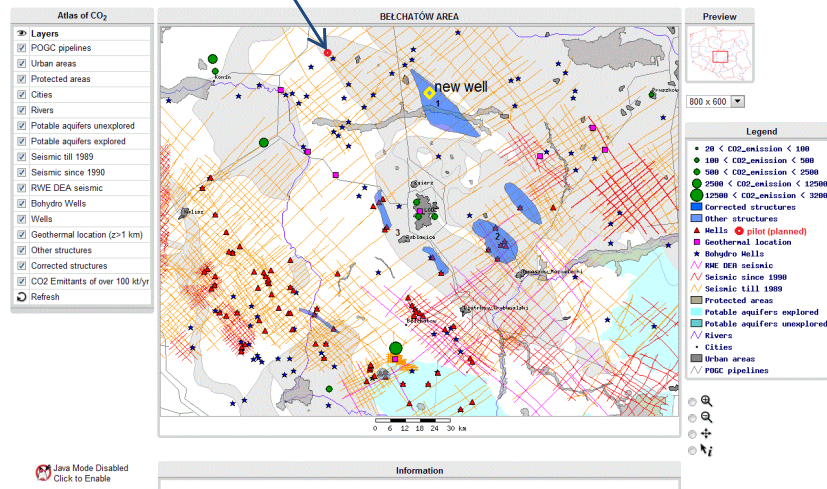 Atlas of CO2
Layers
POGC pipelines
Urban areas
Protected areas
Cities
Rivers
Potable aquifers unexplored
Potable aquifers explored
Seismic till 1989
Seismic since 1990
RWE DEA seismic
Bohydro Wells
Wells
Geothermal location (z>1 km)
Other structures
Corrected structures
CO2 Emittants of over 100 kt/yr
Refresh
Java Mode Disabled
Click to Enable
BEŁCHATÓW AREA
new well
1
2
3
Konin
0 6 12 18 24 30 km
Information
Preview
800 x 600
Legend
20 < CO2_emission < 100
100 < CO2_emission < 500
500 < CO2_emission < 2500
2500 < CO2_emission < 12500
12500 < CO2_emission < 3200
Corrected structures
Other structures
Wells pilot (planned)
Geothermal location
Bohydro Wells
RWE DEA seismic
Seismic since 1990
Seismic till 1989
Protected areas
Potable aquifers explored
Potable aquifers unexplored
Rivers
Cities
Urban areas
POGC pipelines